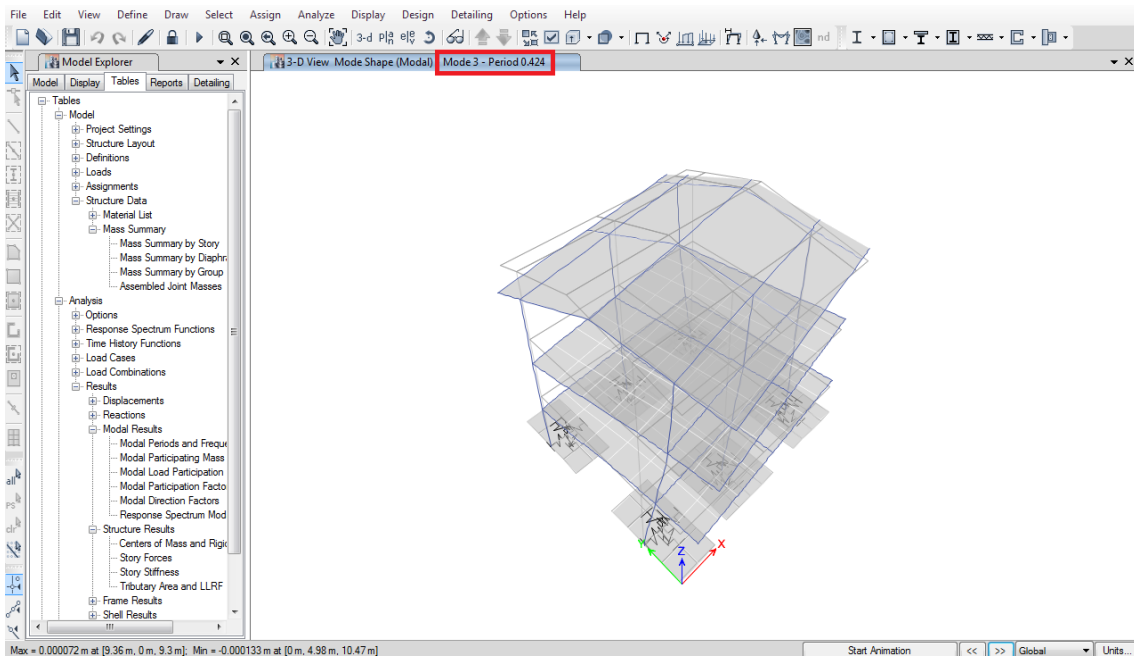 File Edit View Define Draw Select Assign Analyze Display Design Detailing Options Help
3-d nd
Model Explorer
3-D View Mode Shape (Modal) Mode 3 - Period 0.424
Model Display Tables Reports Detailing
Tables
Model
Project Settings
Structure Layout
Definitions
Loads
Assignments
Structure Data
Material List
Mass Summary
Mass Summary by Story
Mass Summary by Diaphra
Mass Summary by Group
Assembled Joint Masses
Analysis
Options
Response Spectrum Functions
Time History Functions
Load Cases
Load Combinations
Results
Displacements
Reactions
Modal Results
Modal Periods and Freque
Modal Participating Mass
Modal Load Participation
Modal Participation Facto
Modal Direction Factors
Response Spectrum Mod
Structure Results
Centers of Mass and Rigid
Story Forces
Story Stiffness
Tributary Area and LLRF
Frame Results
Shell Results
all
ps
clr
Y Z X
Max = 0.000072 m at [9.36 m, 0 m, 9.3 m]; Min = -0.000133 m at [0 m, 4.98 m, 10.47 m]
Start Animation << >> Global Units...